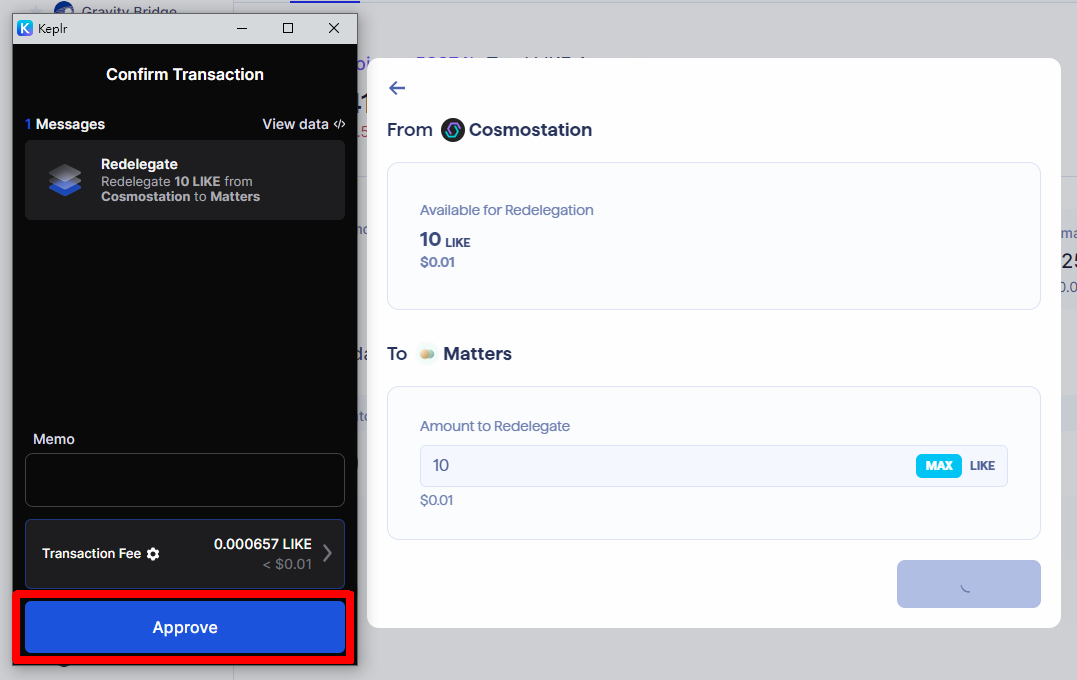 Gravity Bridge
Keplr
Confirm Transaction
1 Messages
View data </>
Redelegate
Redelegate 10 LIKE from
Cosmostation to Matters
Memo
Transaction Fee
0.000657 LIKE
< $0.01
Approve
From Cosmostation
Available for Redelegation
10 LIKE
$0.01
To Matters
Amount to Redelegate
10
MAX
LIKE
$0.01